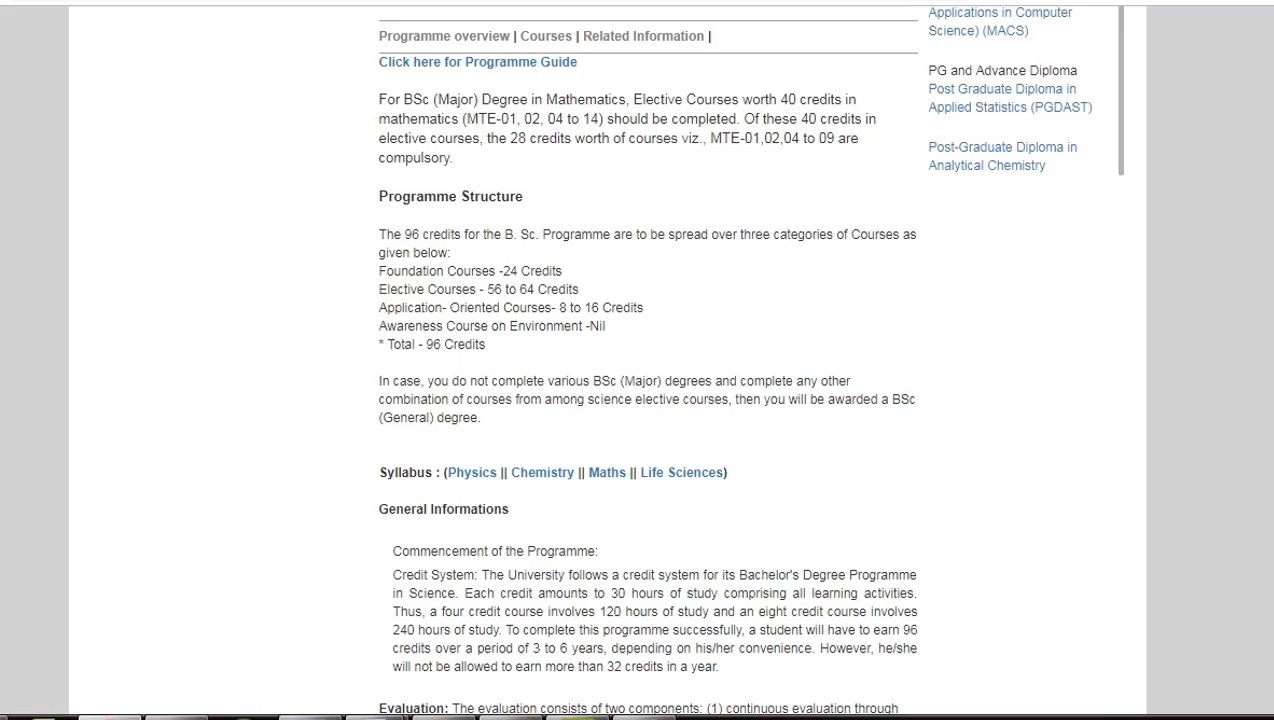 Programme overview | Courses | Related Information |
Click here for Programme Guide
For BSc (Major) Degree in Mathematics, Elective Courses worth 40 credits in
mathematics (MTE-01, 02, 04 to 14) should be completed. Of these 40 credits in
elective courses, the 28 credits worth of courses viz., MTE-01,02,04 to 09 are
compulsory.
Programme Structure
The 96 credits for the B. Sc. Programme are to be spread over three categories of Courses as
given below:
Foundation Courses -24 Credits
Elective Courses - 56 to 64 Credits
Application- Oriented Courses- 8 to 16 Credits
Awareness Course on Environment -Nil
* Total - 96 Credits
In case, you do not complete various BSc (Major) degrees and complete any other
combination of courses from among science elective courses, then you will be awarded a BSc
(General) degree.
Syllabus : (Physics || Chemistry || Maths || Life Sciences)
General Informations
Commencement of the Programme:
Credit System: The University follows a credit system for its Bachelor's Degree Programme
in Science. Each credit amounts to 30 hours of study comprising all learning activities.
Thus, a four credit course involves 120 hours of study and an eight credit course involves
240 hours of study. To complete this programme successfully, a student will have to earn 96
credits over a period of 3 to 6 years, depending on his/her convenience. However, he/she
will not be allowed to earn more than 32 credits in a year.
Evaluation: The evaluation consists of two components: (1) continuous evaluation through
Applications in Computer
Science) (MACS)
PG and Advance Diploma
Post Graduate Diploma in
Applied Statistics (PGDAST)
Post-Graduate Diploma in
Analytical Chemistry